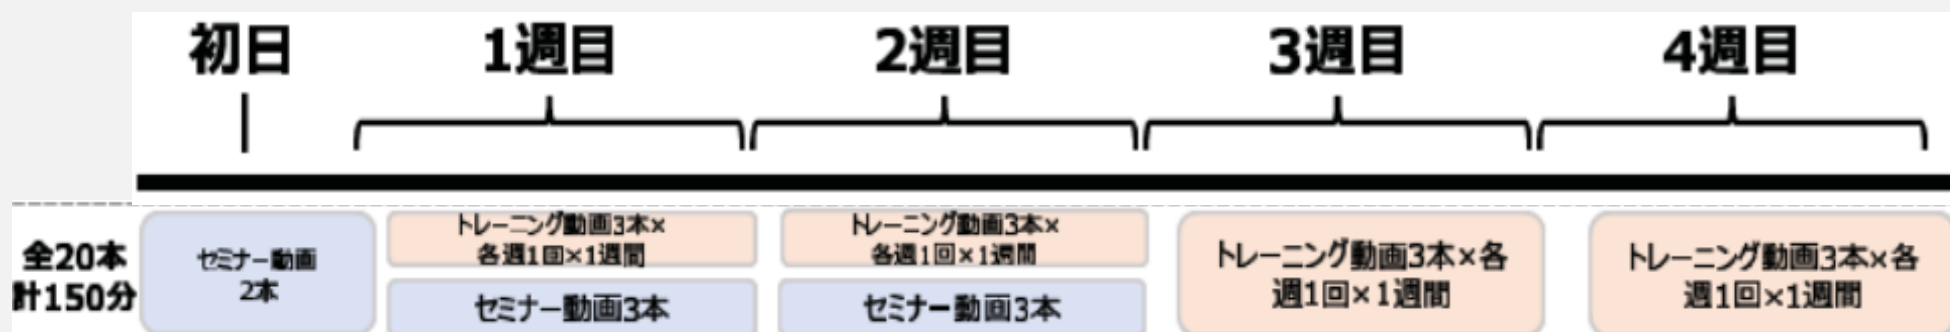 初日
1週目
2週目
3週目
4週目
全20本
計150分
セミナー動画
2本
トレーニング動画3本×
各週1回×1週間
セミナー動画3本
トレーニング動画3本×
各週1回×1週間
セミナー動画3本
トレーニング動画3本×各
週1回×1週間
トレーニング動画3本×各
週1回×1週間